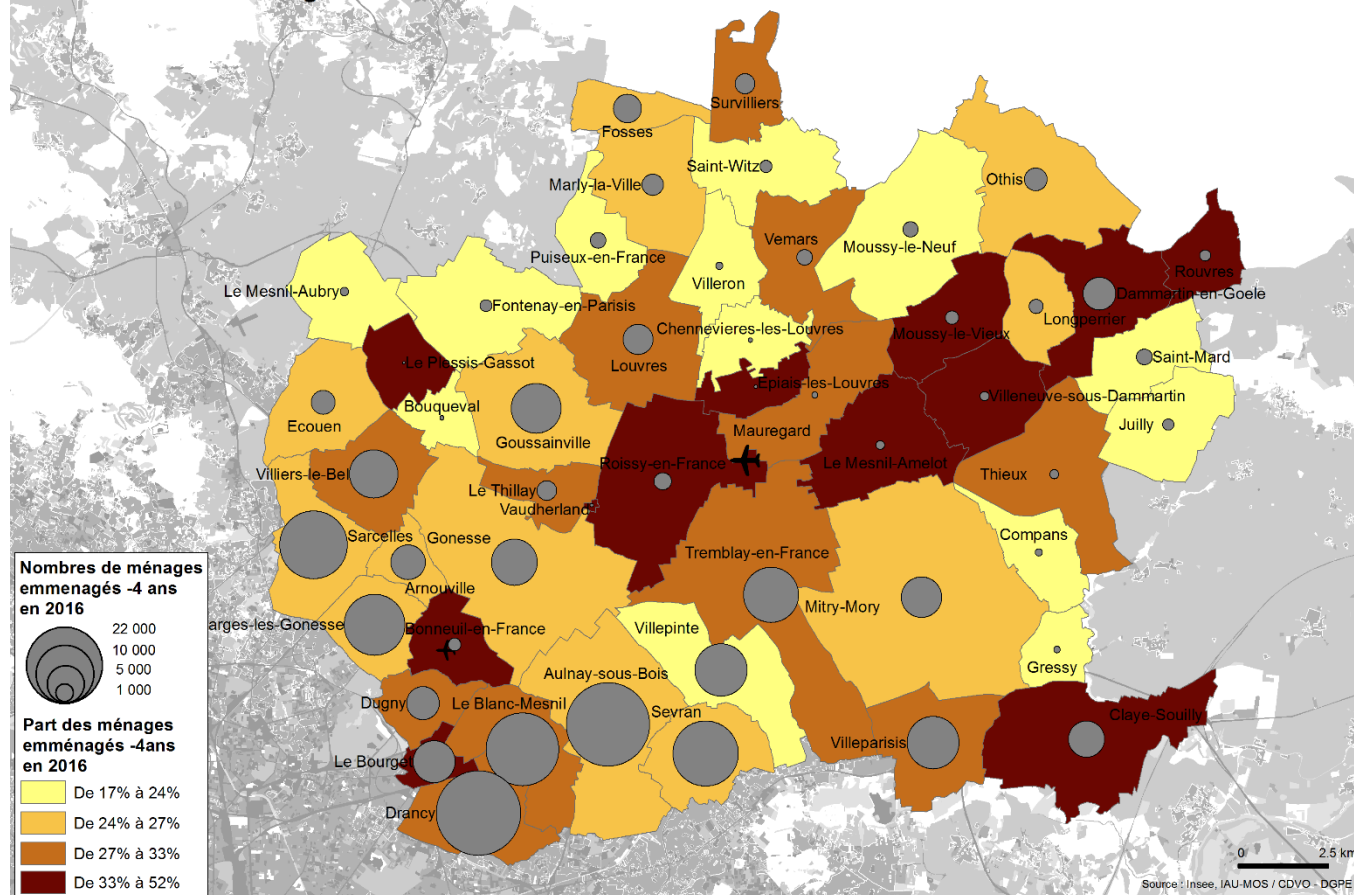 Survilliers
Fosses
Saint-Witz
Othis
Marly-la-Ville
Vemars
Moussy-le-Neuf
Puiseux-en-France
Rouvres
Villeron
Le Mesnil-Aubry
Dammartin-en-Goele
Fontenay-en-Parisis
Longperrier
Chennevieres-les-Louvres
Moussy-le-Vieux
Saint-Mard
Le Plessis-Gassot
Louvres
Epiais-les-Louvres
Villeneuve-sous-Dammartin
Bouqueval
Ecouen
Juilly
Mauregard
Goussainville
Roissy-en-France
Le Mesnil-Amelot
Villiers-le-Bel
Thieux
Le Thillay
Vaudherland
Compans
Sarcelles
Gonesse
Tremblay-en-France
Arnouville
Mitry-Mory
arges-les-Gonesse
Bonneuil-en-France
Villepinte
Gressy
Aulnay-sous-Bois
Dugny
Le Blanc-Mesnil
Sevran
Claye-Souilly
Villeparisis
Le Bourget
Drancy
Nombres de ménages
emmenagés -4 ans
en 2016
22 000
10 000
5 000
1 000
Part des ménages
emménagés -4ans
en 2016
De 17% à 24%
De 24% à 27%
De 27% à 33%
De 33% à 52%
0 2.5 km
Source : Insee, IAU-MOS / CDVO - DGPE